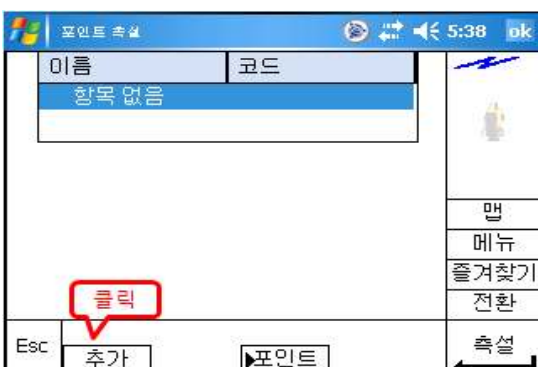 포인트 측설
5:38 ok
이름 코드
항목 없음
맵
메뉴
즐겨찾기
전환
클릭
Esc
추가
포인트
측설